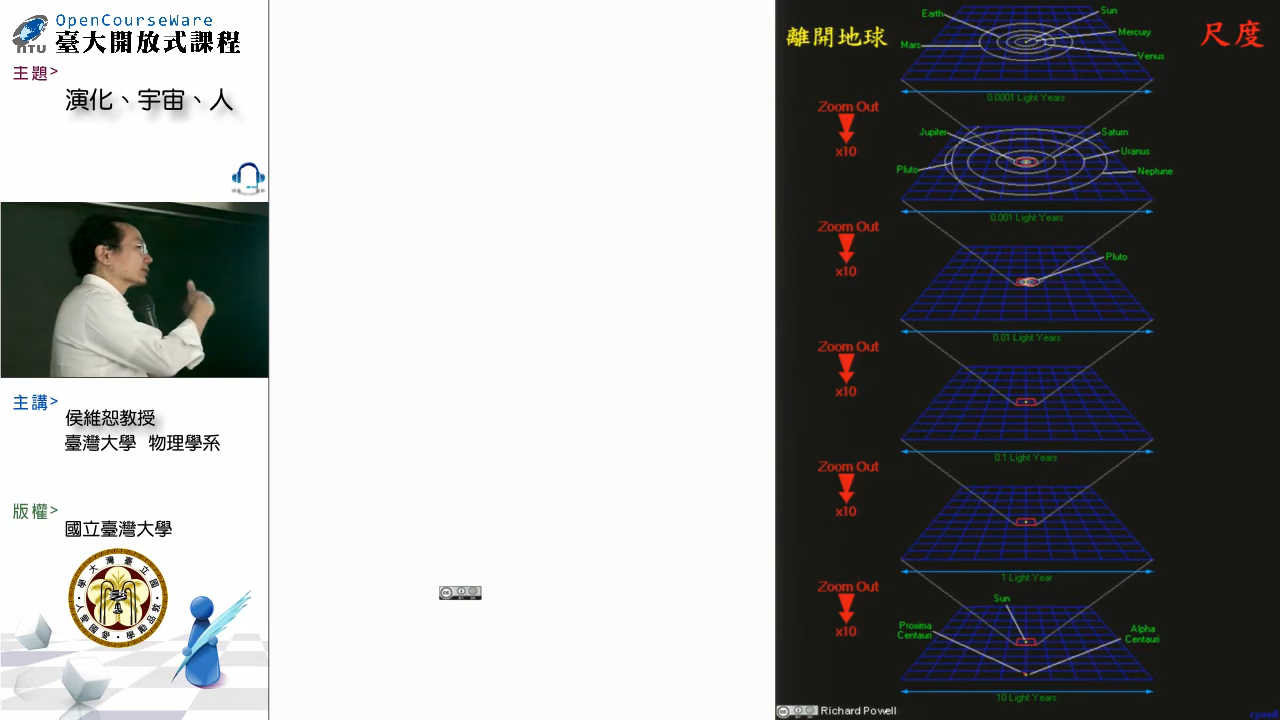 OpenCourseWare
NTU 臺大開放式課程
主題>
演化、宇宙、人
主講>
侯維恕教授
臺灣大學 物理學系
版權>
國立臺灣大學
離開地球
尺度
Earth
Sun
Mercury
Mars
Venus
0.0001 Light Years
Zoom Out
x10
Jupiter
Saturn
Uranus
Pluto
Neptune
0.001 Light Years
Zoom Out
x10
Pluto
0.01 Light Years
Zoom Out
x10
0.1 Light Years
Zoom Out
x10
1 Light Year
Zoom Out
x10
Sun
Proxima
Centauri
Alpha
Centauri
10 Light Years
Richard Powell